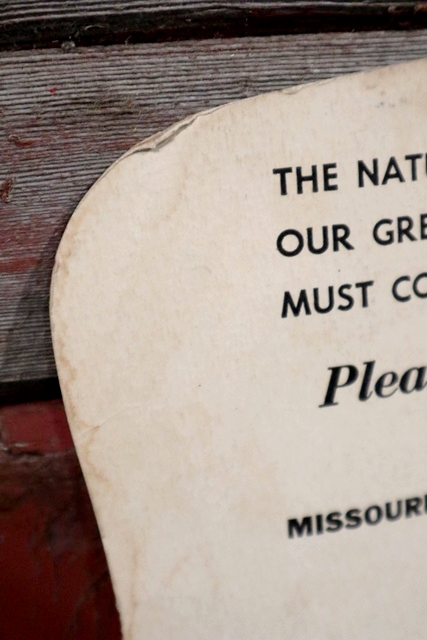 THE NATU
OUR GRE
MUST CO
Plea
MISSOURI